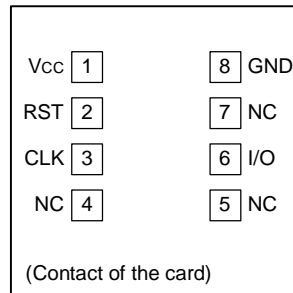 Vcc 1 8 GND
RST 2 7 NC
CLK 3 6 I/O
NC 4 5 NC
(Contact of the card)